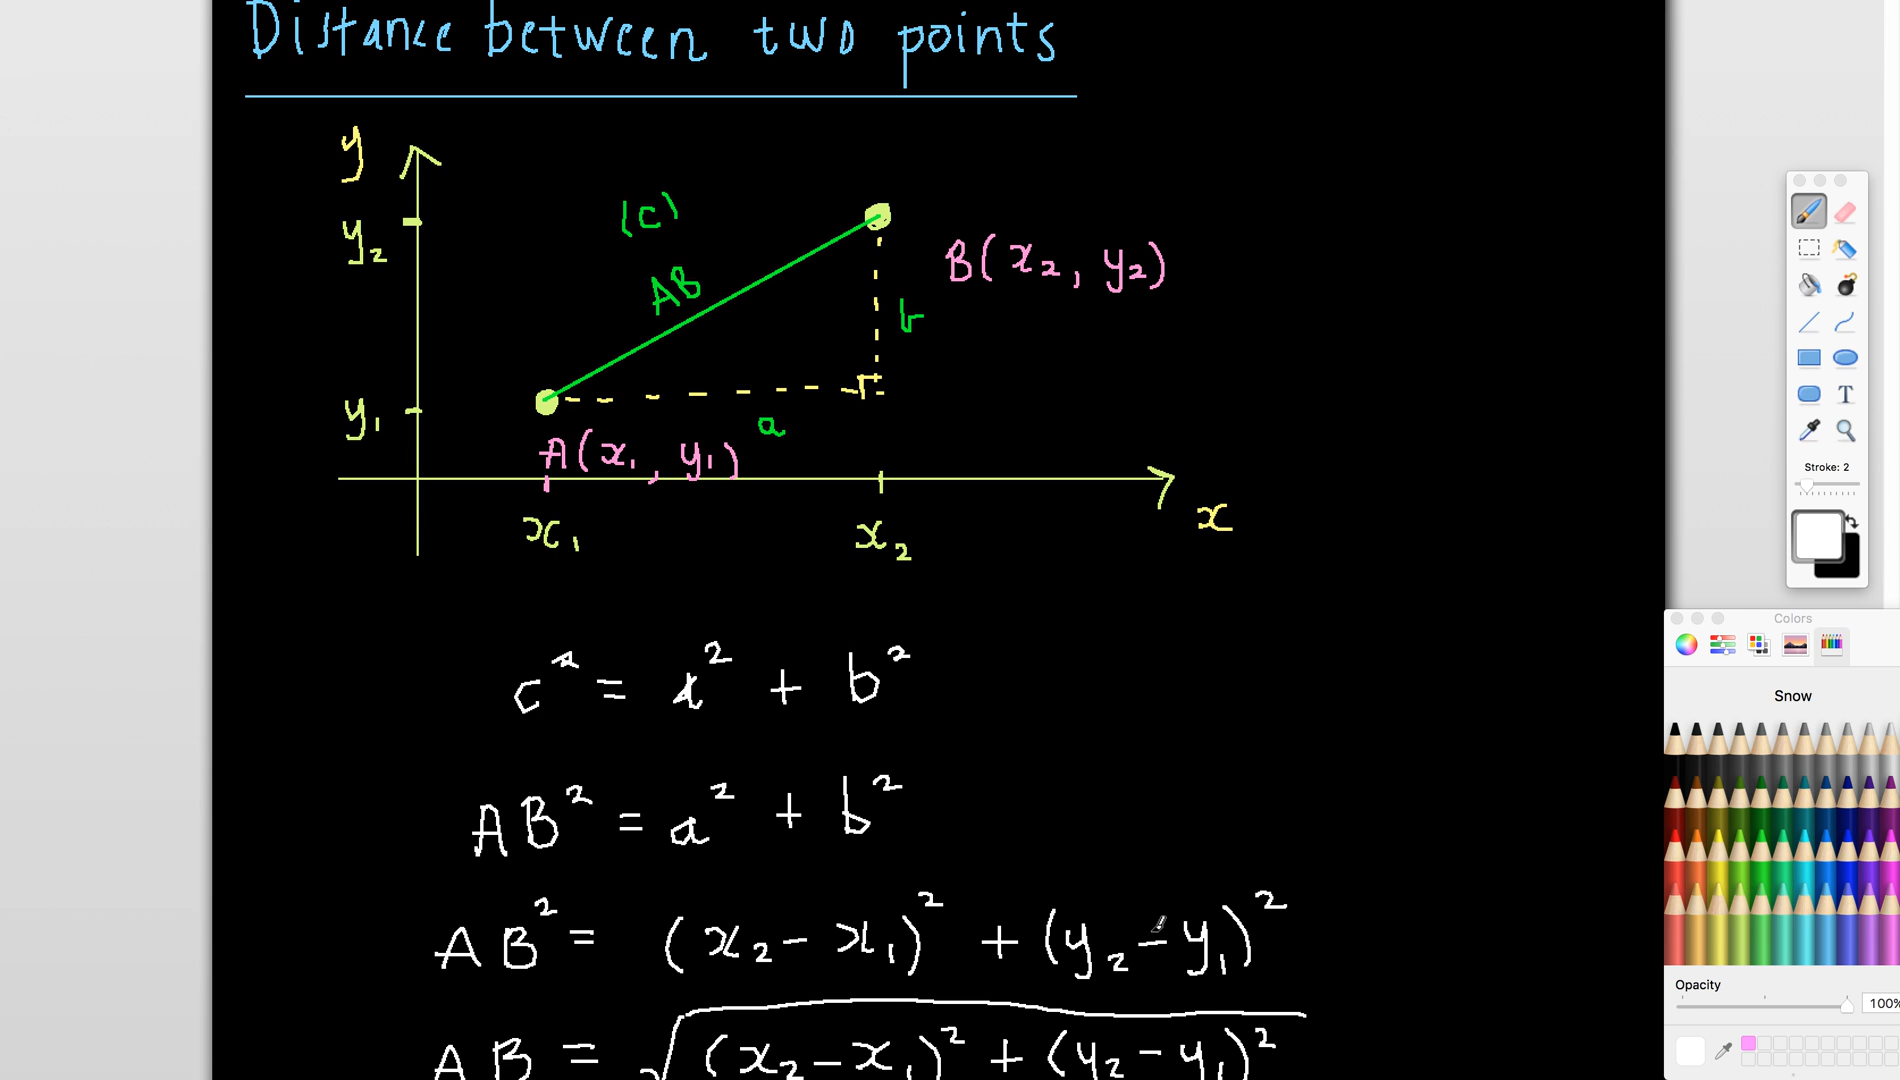 Distance between two points
y
y₂
(c)
AB
B(x₂, y₂)
b
y₁
a
A(x₁, y₁)
x₁
x₂
x
c² = a² + b²
AB² = a² + b²
AB² = (x₂ - x₁)² + (y₂ - y₁)²
AB = √(x₂ - x₁)² + (y₂ - y₁)²
T
Stroke: 2
Colors
Snow
Opacity
100%